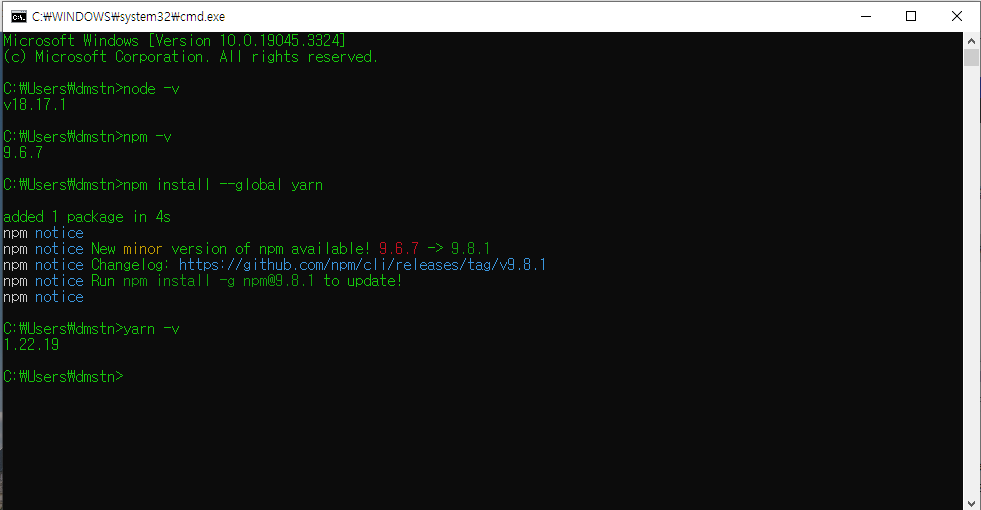 C:₩WINDOWS₩system32₩cmd.exe
Microsoft Windows [Version 10.0.19045.3324]
(c) Microsoft Corporation. All rights reserved.
C:₩Users₩dmstn>node -v
v18.17.1
C:₩Users₩dmstn>npm -v
9.6.7
C:₩Users₩dmstn>npm install --global yarn
added 1 package in 4s
npm notice
npm notice New minor version of npm available! 9.6.7 -> 9.8.1
npm notice Changelog: https://github.com/npm/cli/releases/tag/v9.8.1
npm notice Run npm install -g npm@9.8.1 to update!
npm notice
C:₩Users₩dmstn>yarn -v
1.22.19
C:₩Users₩dmstn>